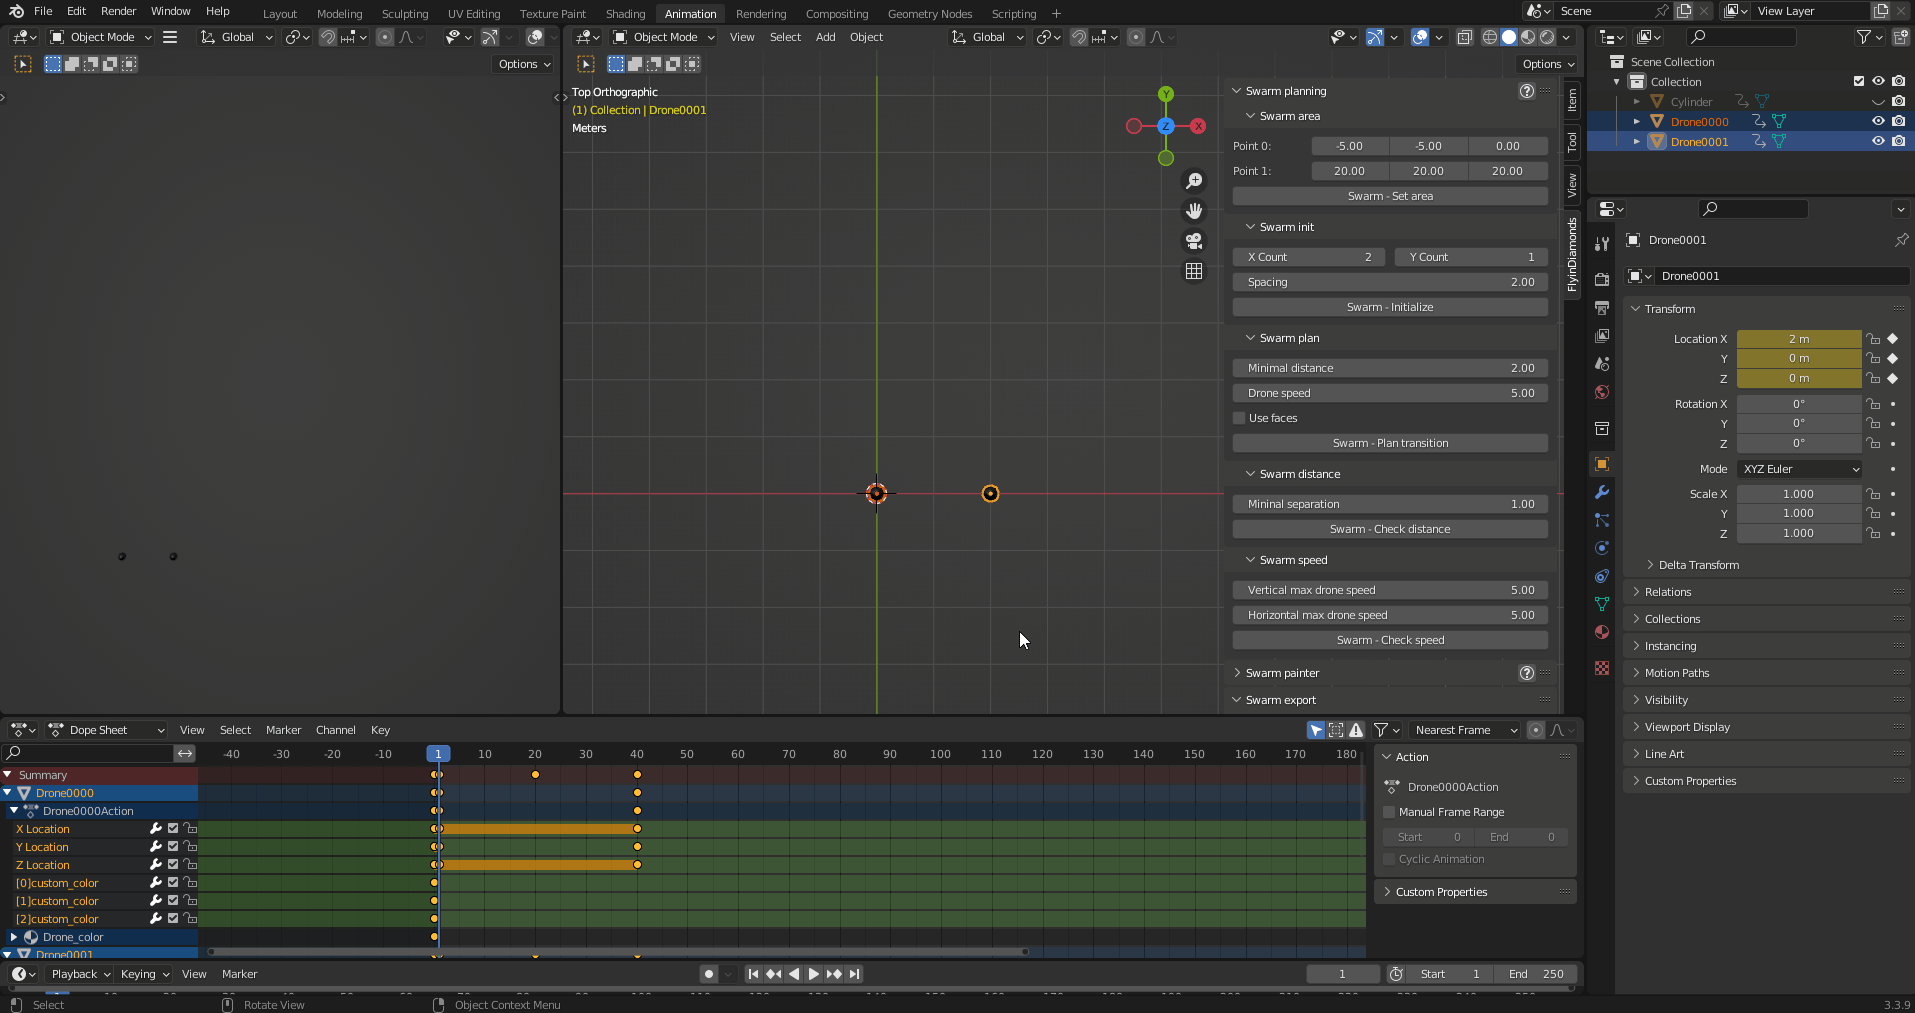 File Edit Render Window Help Layout Modeling Sculpting UV Editing Texture Paint Shading Animation Rendering Compositing Geometry Nodes Scripting + Scene View Layer
Object Mode Global Object Mode View Select Add Object Global
Options Options
Top Orthographic
(1) Collection | Drone0001
Meters
Y
Z
X
Swarm planning
Swarm area
Point 0: -5.00 -5.00 0.00
Point 1: 20.00 20.00 20.00
Swarm - Set area
Swarm init
X Count 2 Y Count 1
Spacing 2.00
Swarm - Initialize
Swarm plan
Minimal distance 2.00
Drone speed 5.00
Use faces
Swarm - Plan transition
Swarm distance
Mininal separation 1.00
Swarm - Check distance
Swarm speed
Vertical max drone speed 5.00
Horizontal max drone speed 5.00
Swarm - Check speed
Swarm painter
Swarm export
Item
Tool
View
FlyinDiamonds
Scene Collection
Collection
Cylinder
Drone0000
Drone0001
Drone0001
Drone0001
Transform
Location X 2 m
Y 0 m
Z 0 m
Rotation X 0°
Y 0°
Z 0°
Mode XYZ Euler
Scale X 1.000
Y 1.000
Z 1.000
Delta Transform
Relations
Collections
Instancing
Motion Paths
Visibility
Viewport Display
Line Art
Custom Properties
Dope Sheet View Select Marker Channel Key Nearest Frame
-40 -30 -20 -10 1 10 20 30 40 50 60 70 80 90 100 110 120 130 140 150 160 170 180
Summary
Drone0000
Drone0000Action
X Location
Y Location
Z Location
[0]custom_color
[1]custom_color
[2]custom_color
Drone_color
Drone0001
Action
Drone0000Action
Manual Frame Range
Start 0 End 0
Cyclic Animation
Custom Properties
Playback Keying View Marker 1 Start 1 End 250
Select Rotate View Object Context Menu 3.3.9